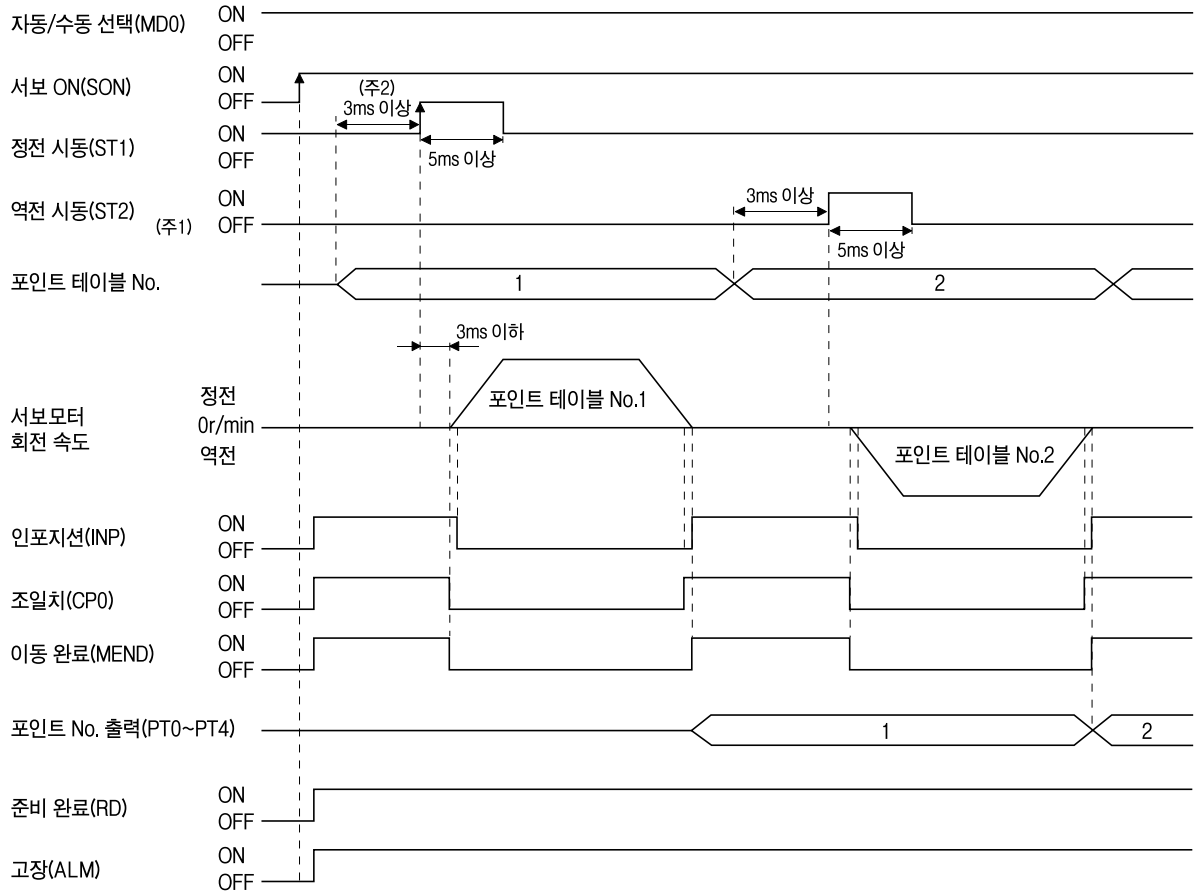 자동/수동 선택(MD0)
ON
OFF
서보 ON(SON)
ON
OFF
(주2)
3ms 이상
정전 시동(ST1)
ON
OFF
5ms 이상
역전 시동(ST2)
(주1)
ON
OFF
3ms 이상
5ms 이상
포인트 테이블 No.
1
2
3ms 이하
서보모터
회전 속도
정전
0r/min
역전
포인트 테이블 No.1
포인트 테이블 No.2
인포지션(INP)
ON
OFF
조일치(CP0)
ON
OFF
이동 완료(MEND)
ON
OFF
포인트 No. 출력(PT0~PT4)
1
2
준비 완료(RD)
ON
OFF
고장(ALM)
ON
OFF